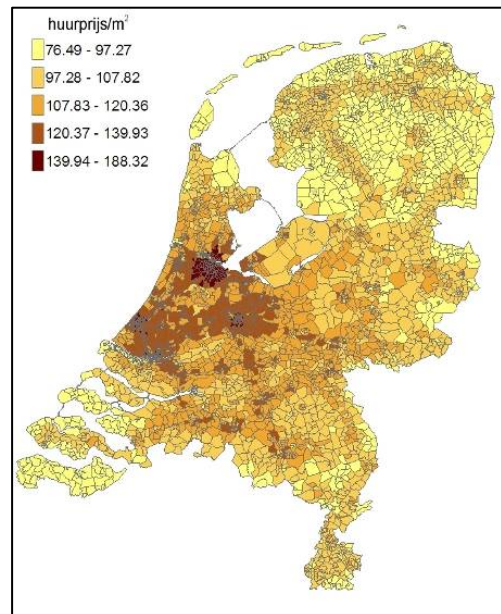 huurprijs/m²
76.49 - 97.27
97.28 - 107.82
107.83 - 120.36
120.37 - 139.93
139.94 - 188.32